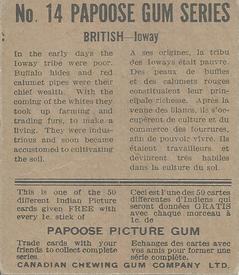 No. 14 PAPOOSE GUM SERIES
BRITISH—Ioway
In the early days the
Ioway tribe were poor.
Buffalo hides and red
calumet pipes were their
chief wealth. With the
coming of the whites they
took up farming and
trading furs, to make a
living. They were indus-
trious and soon became
accustomed to cultivating
the soil.
A ses origines, la tribu
des Ioways était pauvre.
Des peaux de buffles
et des calumets rouges
constituaient leur prin-
cipale richesse. Après la
venue des blancs, ils s'oc-
cupèrent de culture et du
commerce des fourrures,
afin de pouvoir vivre. Ils
étaient travailleurs et
devinrent très habiles
dans la culture du sol.
This is one of the 50
different Indian Picture
cards given FREE with
every 1c. stick of
Ceci est l'une des 50 cartes
différentes d'Indiens qui
seront données GRATIS
avec chaque morceau à
1c. de
PAPOOSE PICTURE GUM
Trade cards with your
friends to collect complete
series.
Echangez des cartes avec
vos amis pour former une
série complète.
CANADIAN CHEWING GUM COMPANY LTD.